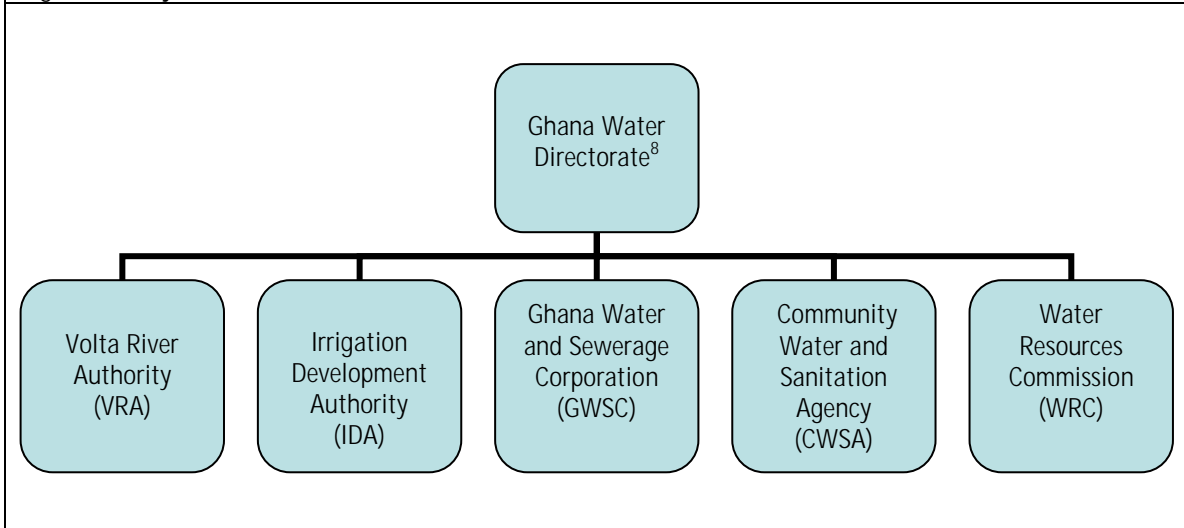 Ghana Water
Directorate8
Volta River
Authority
(VRA)
Irrigation
Development
Authority
(IDA)
Ghana Water
and Sewerage
Corporation
(GWSC)
Community
Water and
Sanitation
Agency
(CWSA)
Water
Resources
Commission
(WRC)